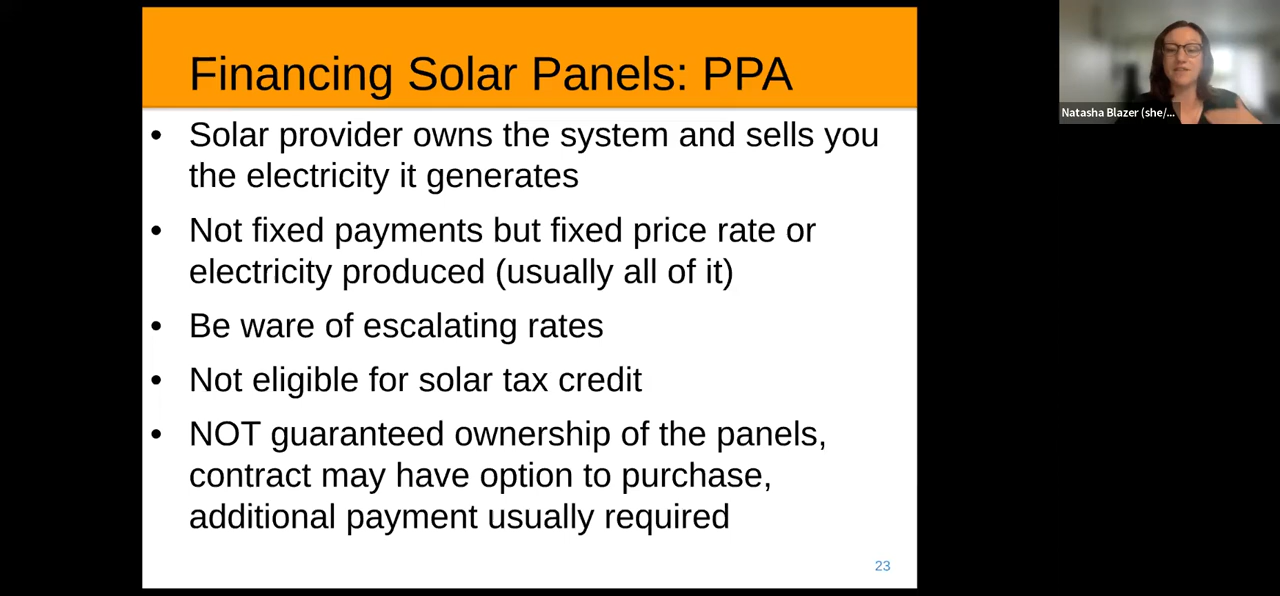 Financing Solar Panels: PPA
• Solar provider owns the system and sells you
the electricity it generates
• Not fixed payments but fixed price rate or
electricity produced (usually all of it)
• Be ware of escalating rates
• Not eligible for solar tax credit
• NOT guaranteed ownership of the panels,
contract may have option to purchase,
additional payment usually required
23
Natasha Blazer (she/...